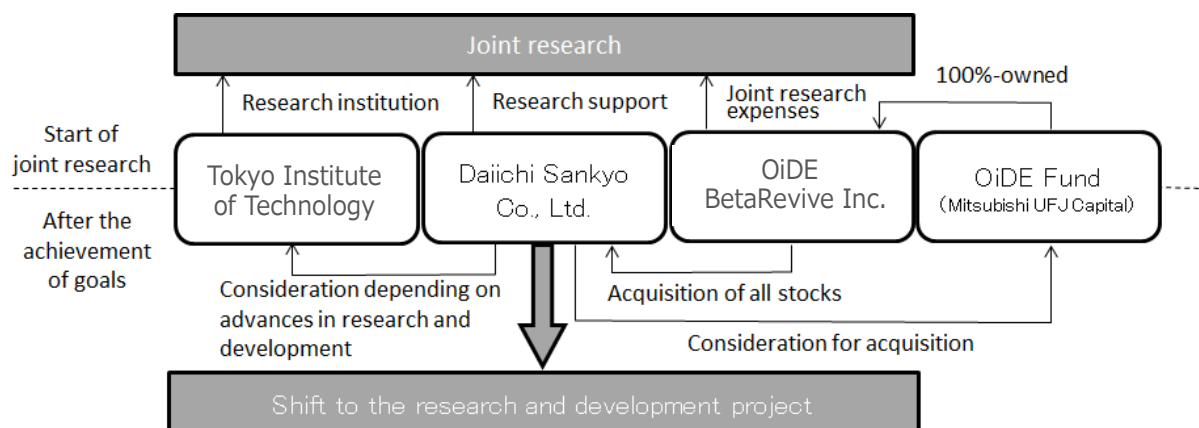 Joint research
100%-owned
Research institution
Research support
Joint research
expenses
Start of
joint research
Tokyo Institute
of Technology
Daiichi Sankyo
Co., Ltd.
OiDE
BetaRevive Inc.
OiDE Fund
(Mitsubishi UFJ Capital)
After the
achievement
of goals
Consideration depending on
advances in research and
development
Acquisition of all stocks
Consideration for acquisition
Shift to the research and development project